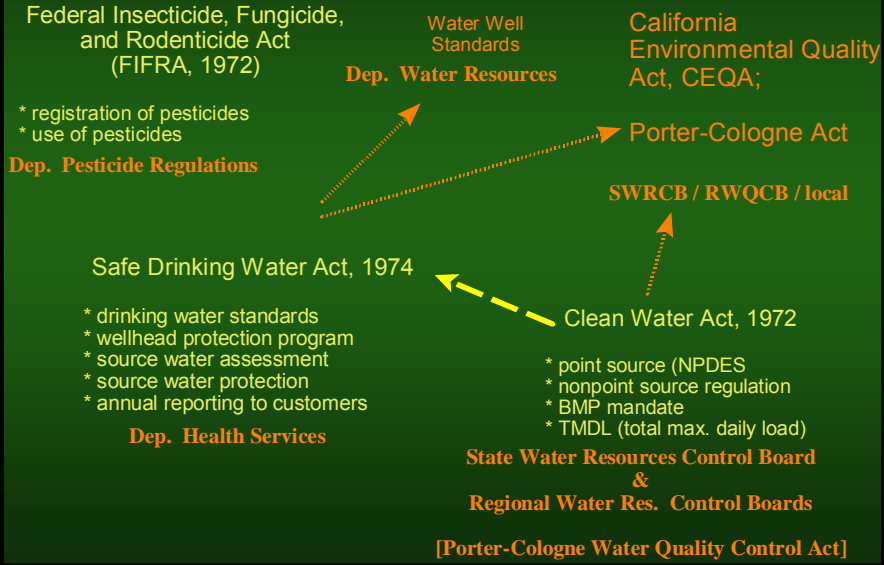 Federal Insecticide, Fungicide,
and Rodenticide Act
(FIFRA, 1972)
* registration of pesticides
* use of pesticides
Dep. Pesticide Regulations
Water Well
Standards
Dep. Water Resources
California
Environmental Quality
Act, CEQA;
Porter-Cologne Act
SWRCB / RWQCB / local
Safe Drinking Water Act, 1974
* drinking water standards
* wellhead protection program
* source water assessment
* source water protection
* annual reporting to customers
Dep. Health Services
Clean Water Act, 1972
* point source (NPDES
* nonpoint source regulation
* BMP mandate
* TMDL (total max. daily load)
State Water Resources Control Board
&
Regional Water Res. Control Boards
[Porter-Cologne Water Quality Control Act]